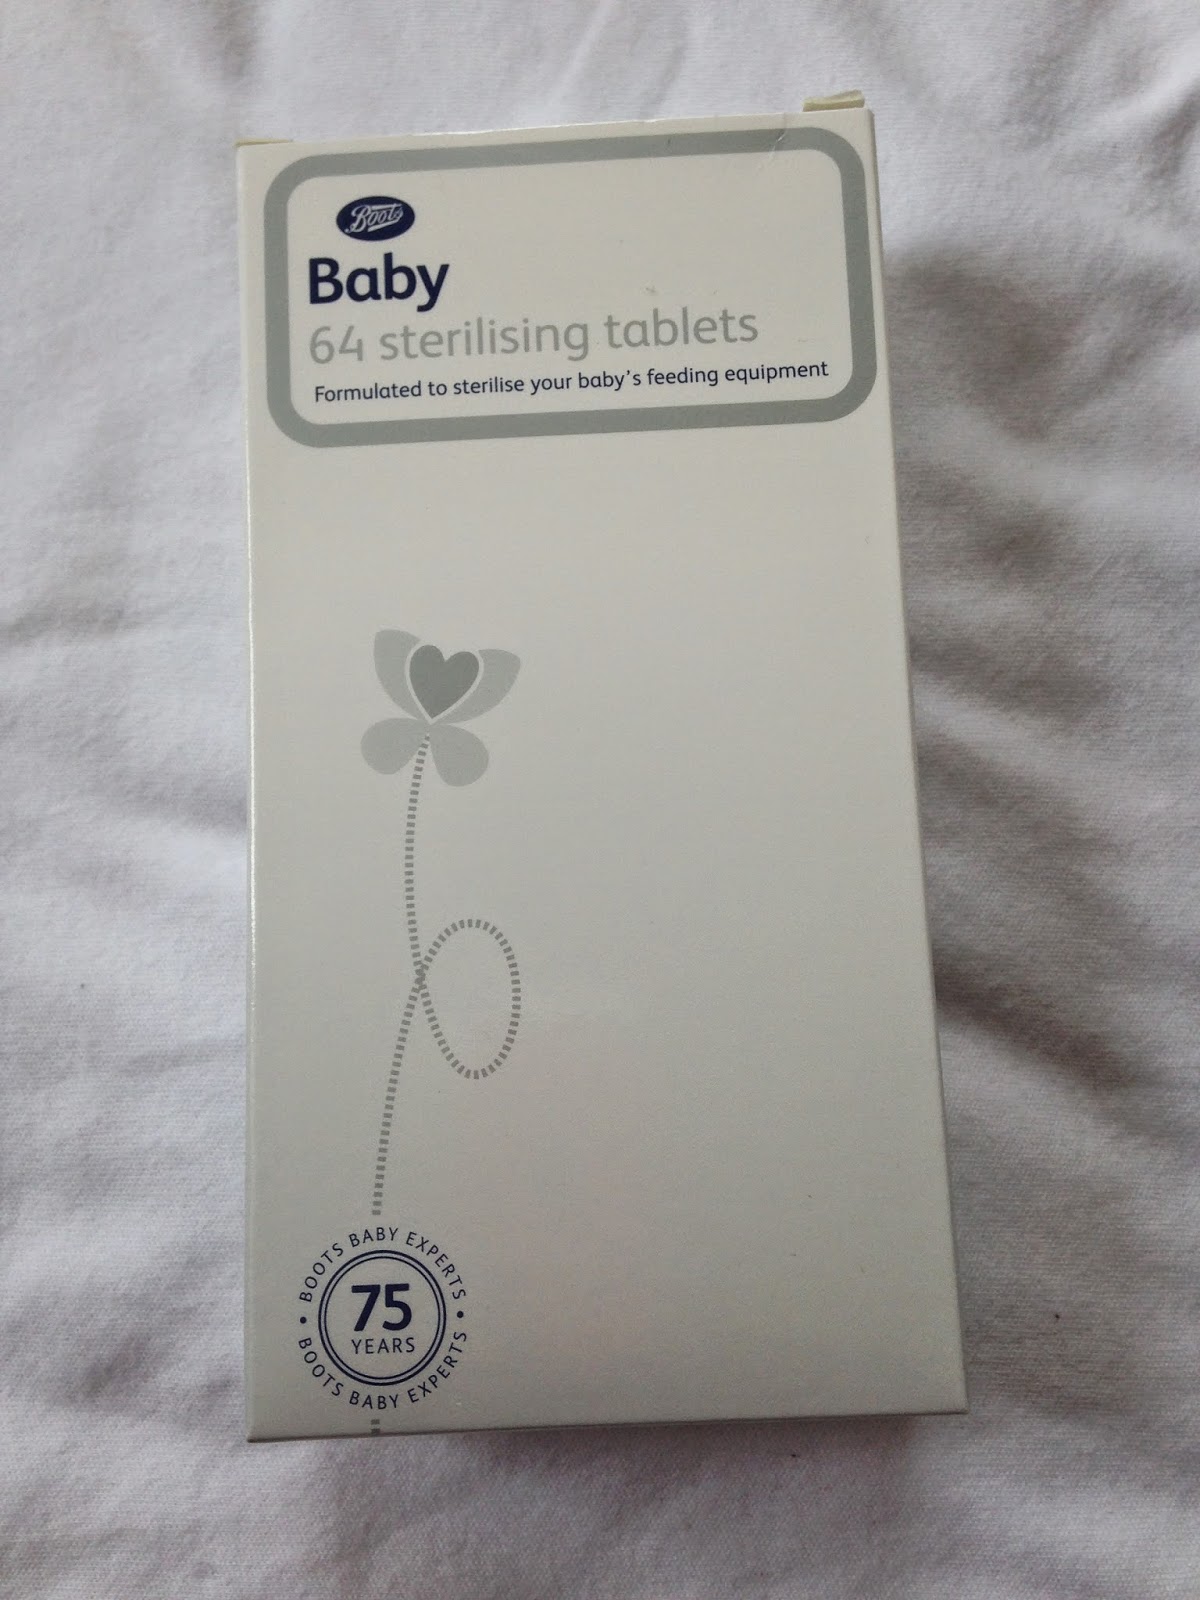 Boots
Baby
64 sterilising tablets
Formulated to sterilise your baby's feeding equipment
BOOTS BABY EXPERTS
75
YEARS
BOOTS BABY EXPERTS